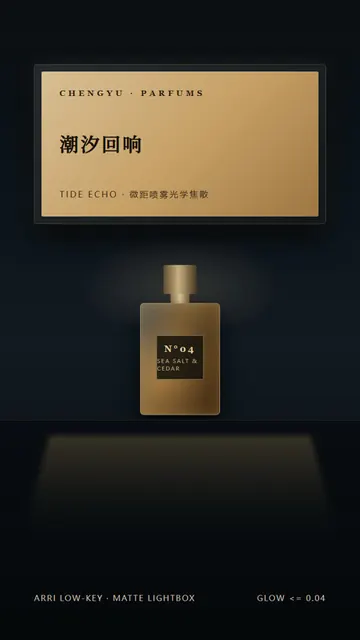 CHENGYU · PARFUMS
潮汐回响
TIDE ECHO · 微距喷雾光学焦散
N°04
SEA SALT &
CEDAR
ARRI LOW-KEY · MATTE LIGHTBOX
GLOW <= 0.04